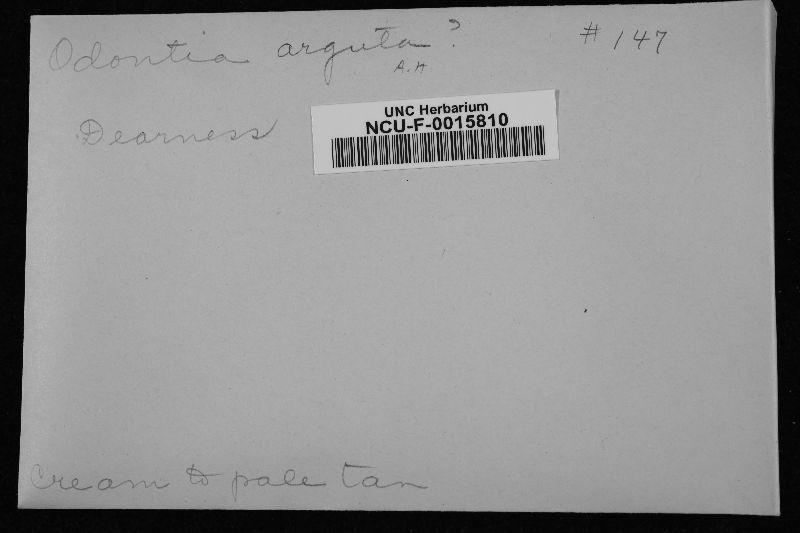 Odontia arguta? #147
A.H
Dearness
UNC Herbarium
NCU-F-0015810
Cream to pale tan